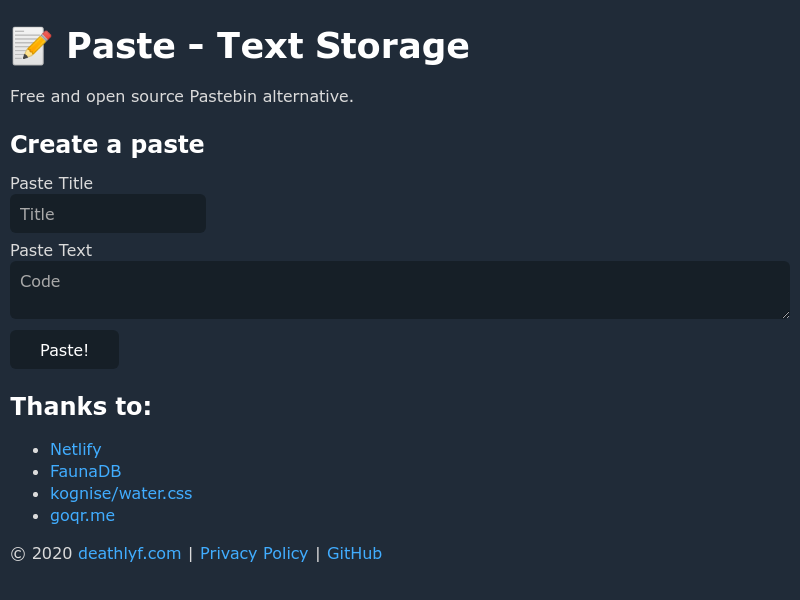 📝 Paste - Text Storage
Free and open source Pastebin alternative.
Create a paste
Paste Title
Title
Paste Text
Code
Paste!
Thanks to:
• Netlify
• FaunaDB
• kognise/water.css
• goqr.me
© 2020 deathlyf.com | Privacy Policy | GitHub